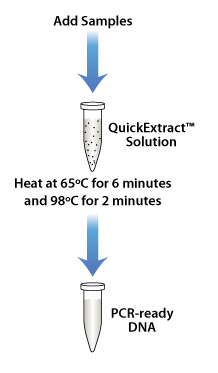 Add Samples
QuickExtract™
Solution
Heat at 65ºC for 6 minutes
and 98ºC for 2 minutes
PCR-ready
DNA